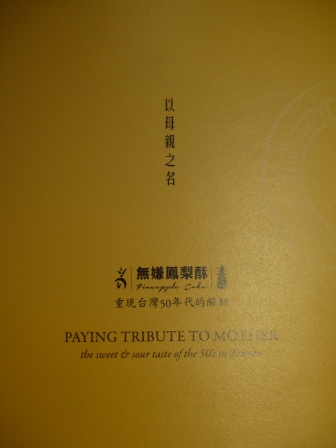 以母親之名
無嫌鳳梨酥
Pineapple Cake
重現台灣50年代的酸甜
PAYING TRIBUTE TO MOTHER
the sweet & sour taste of the 50's in Taiwan